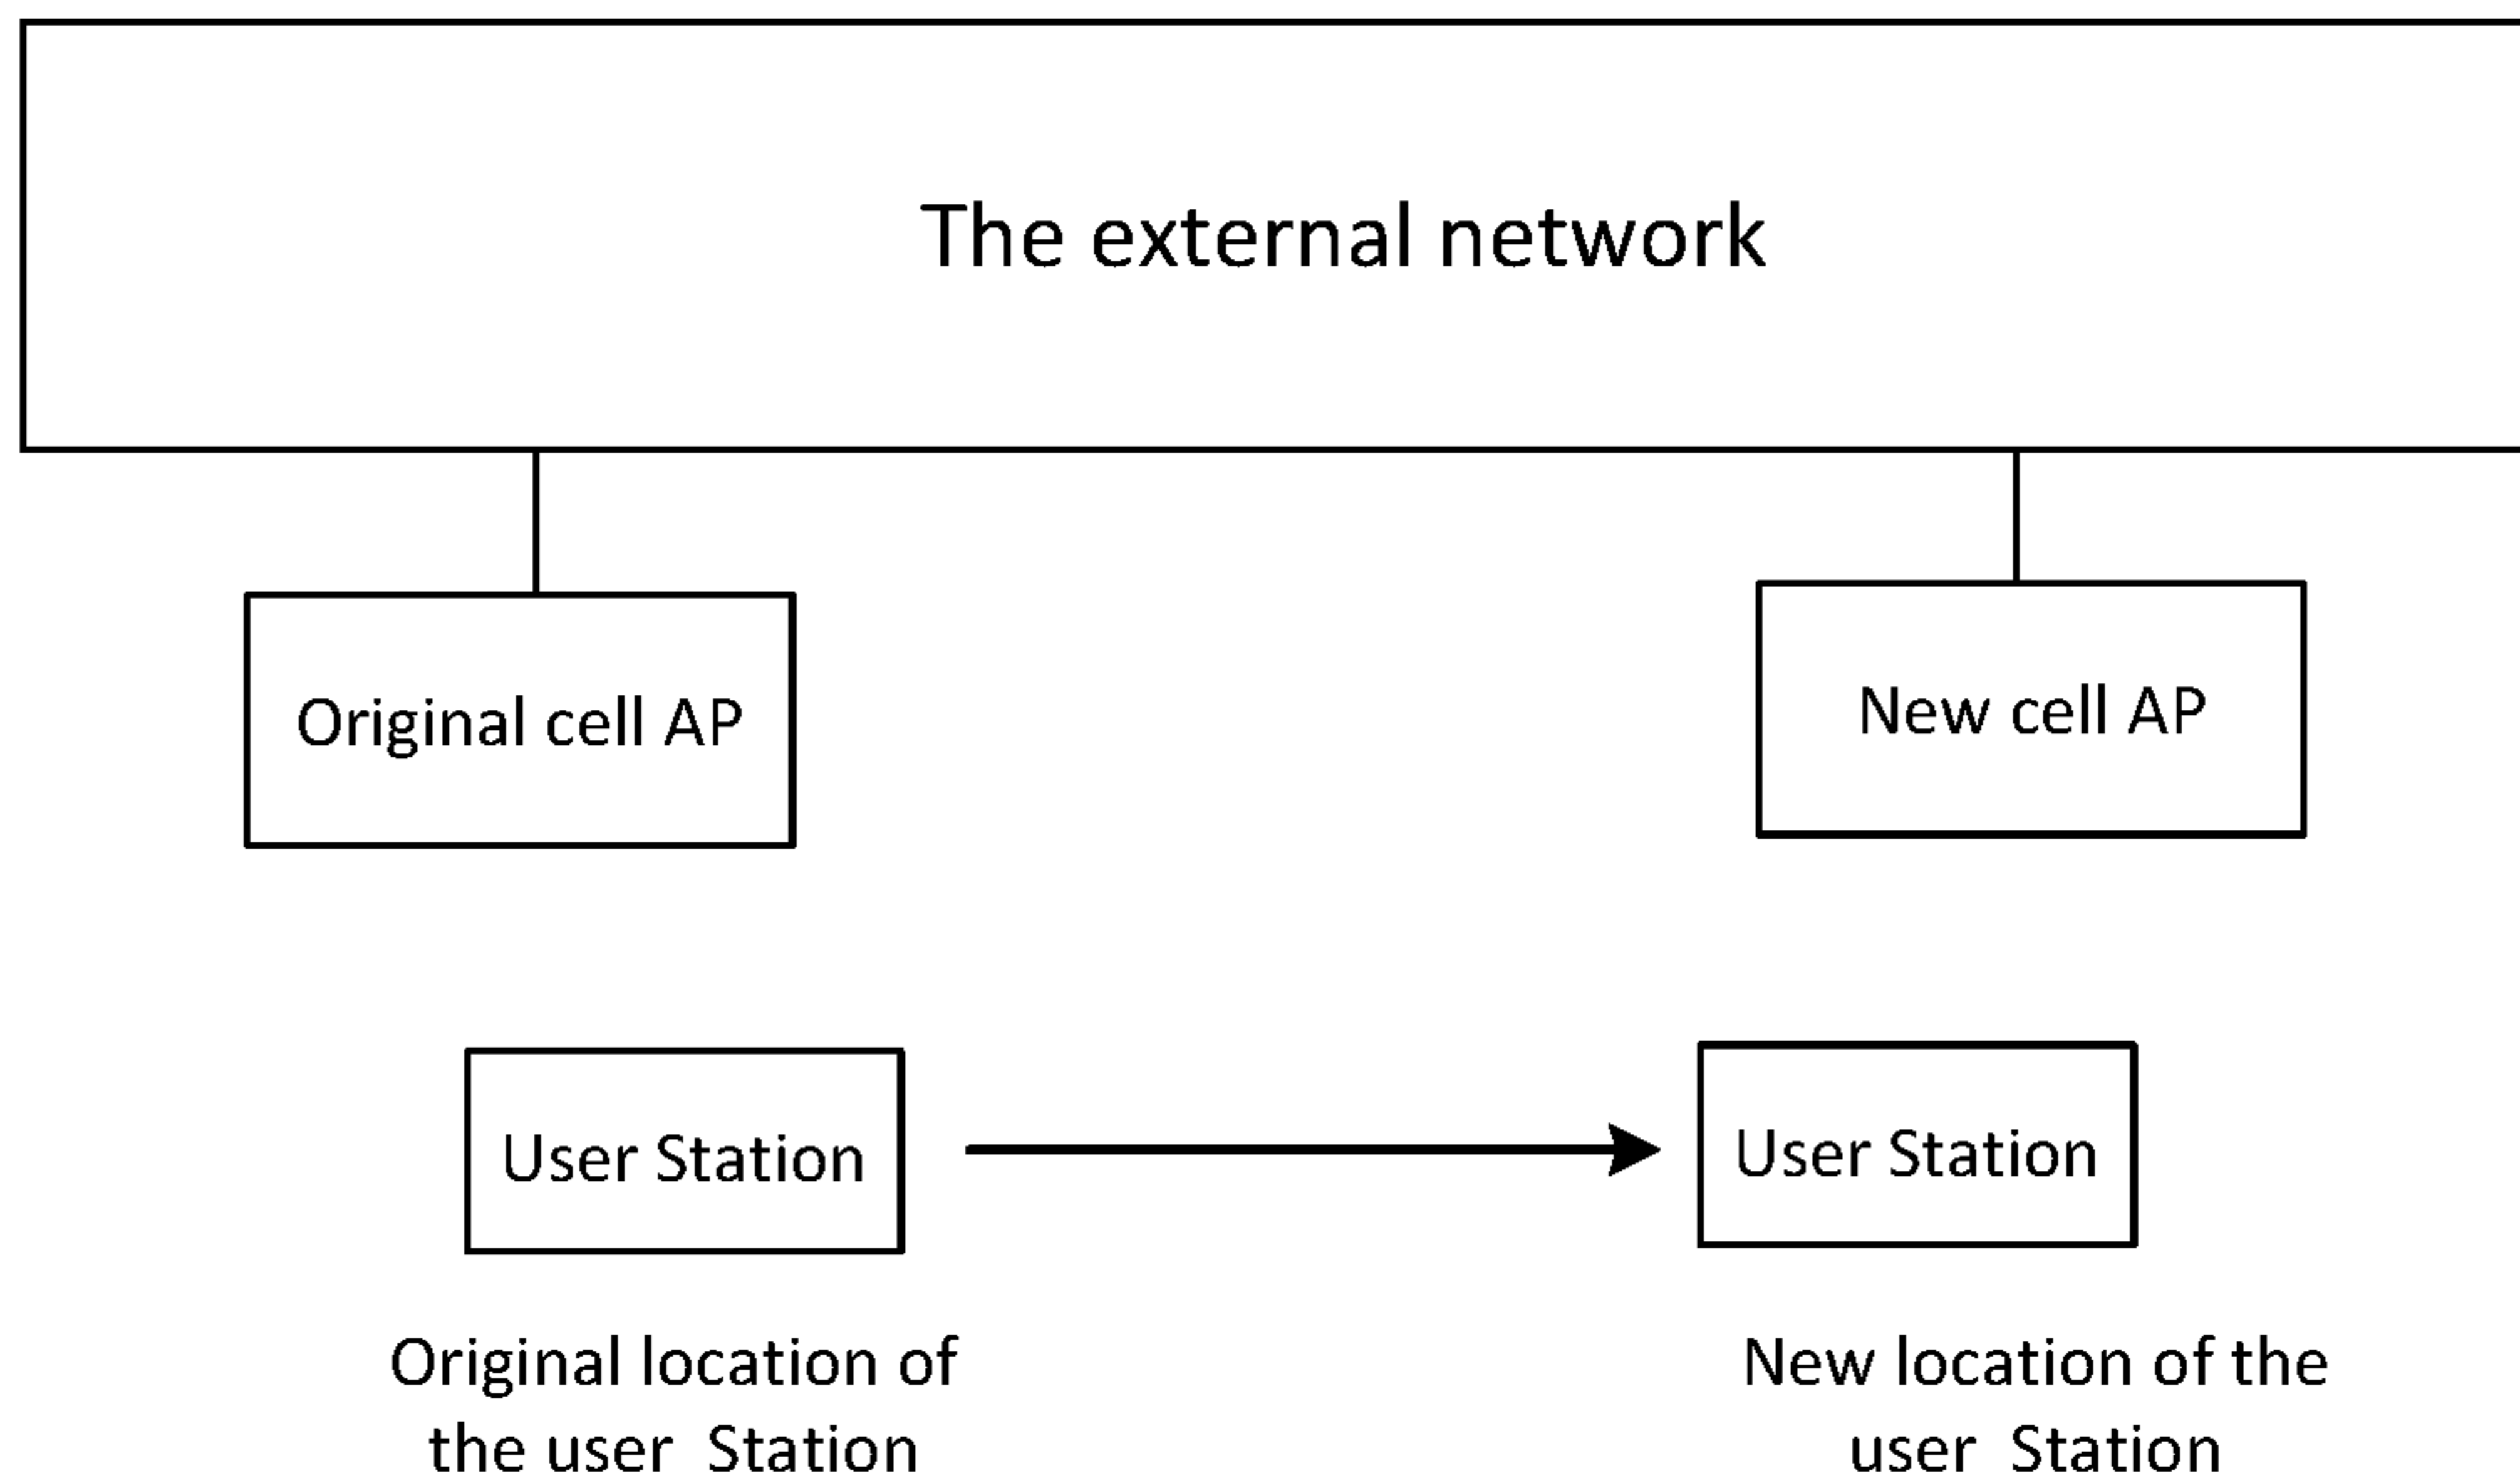 The external network
Original cell AP
New cell AP
User Station
User Station
Original location of
the user Station
New location of the
user Station